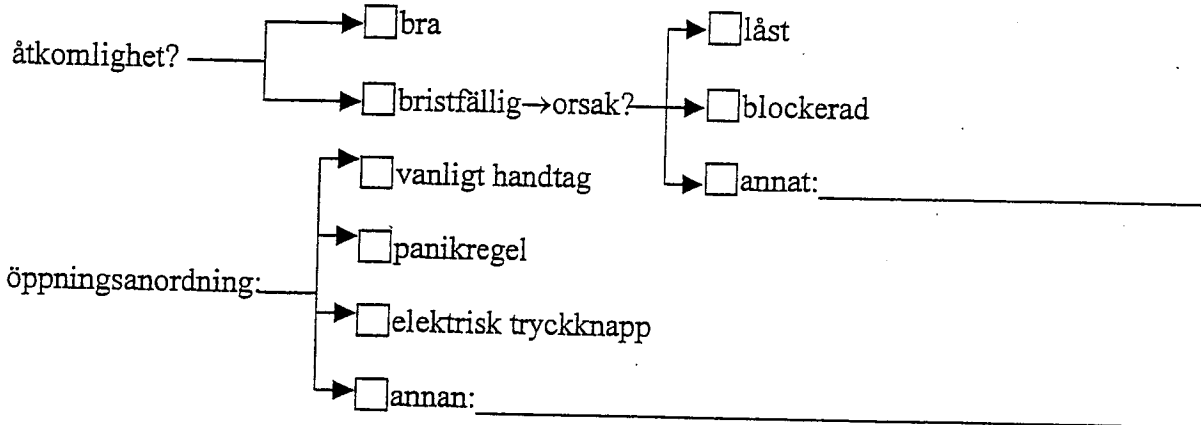 åtkomlighet?
bra
bristfällig→orsak?
låst
blockerad
annat:
öppningsanordning:
vanligt handtag
panikregel
elektrisk tryckknapp
annan: